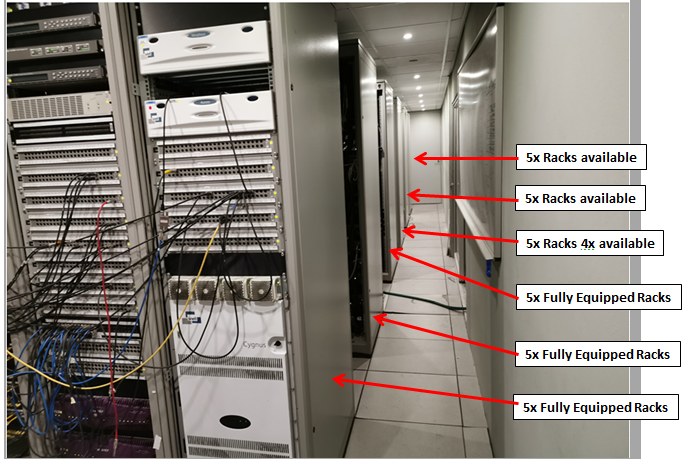 5x Racks available
5x Racks available
5x Racks 4x available
5x Fully Equipped Racks
5x Fully Equipped Racks
Cygnus
5x Fully Equipped Racks